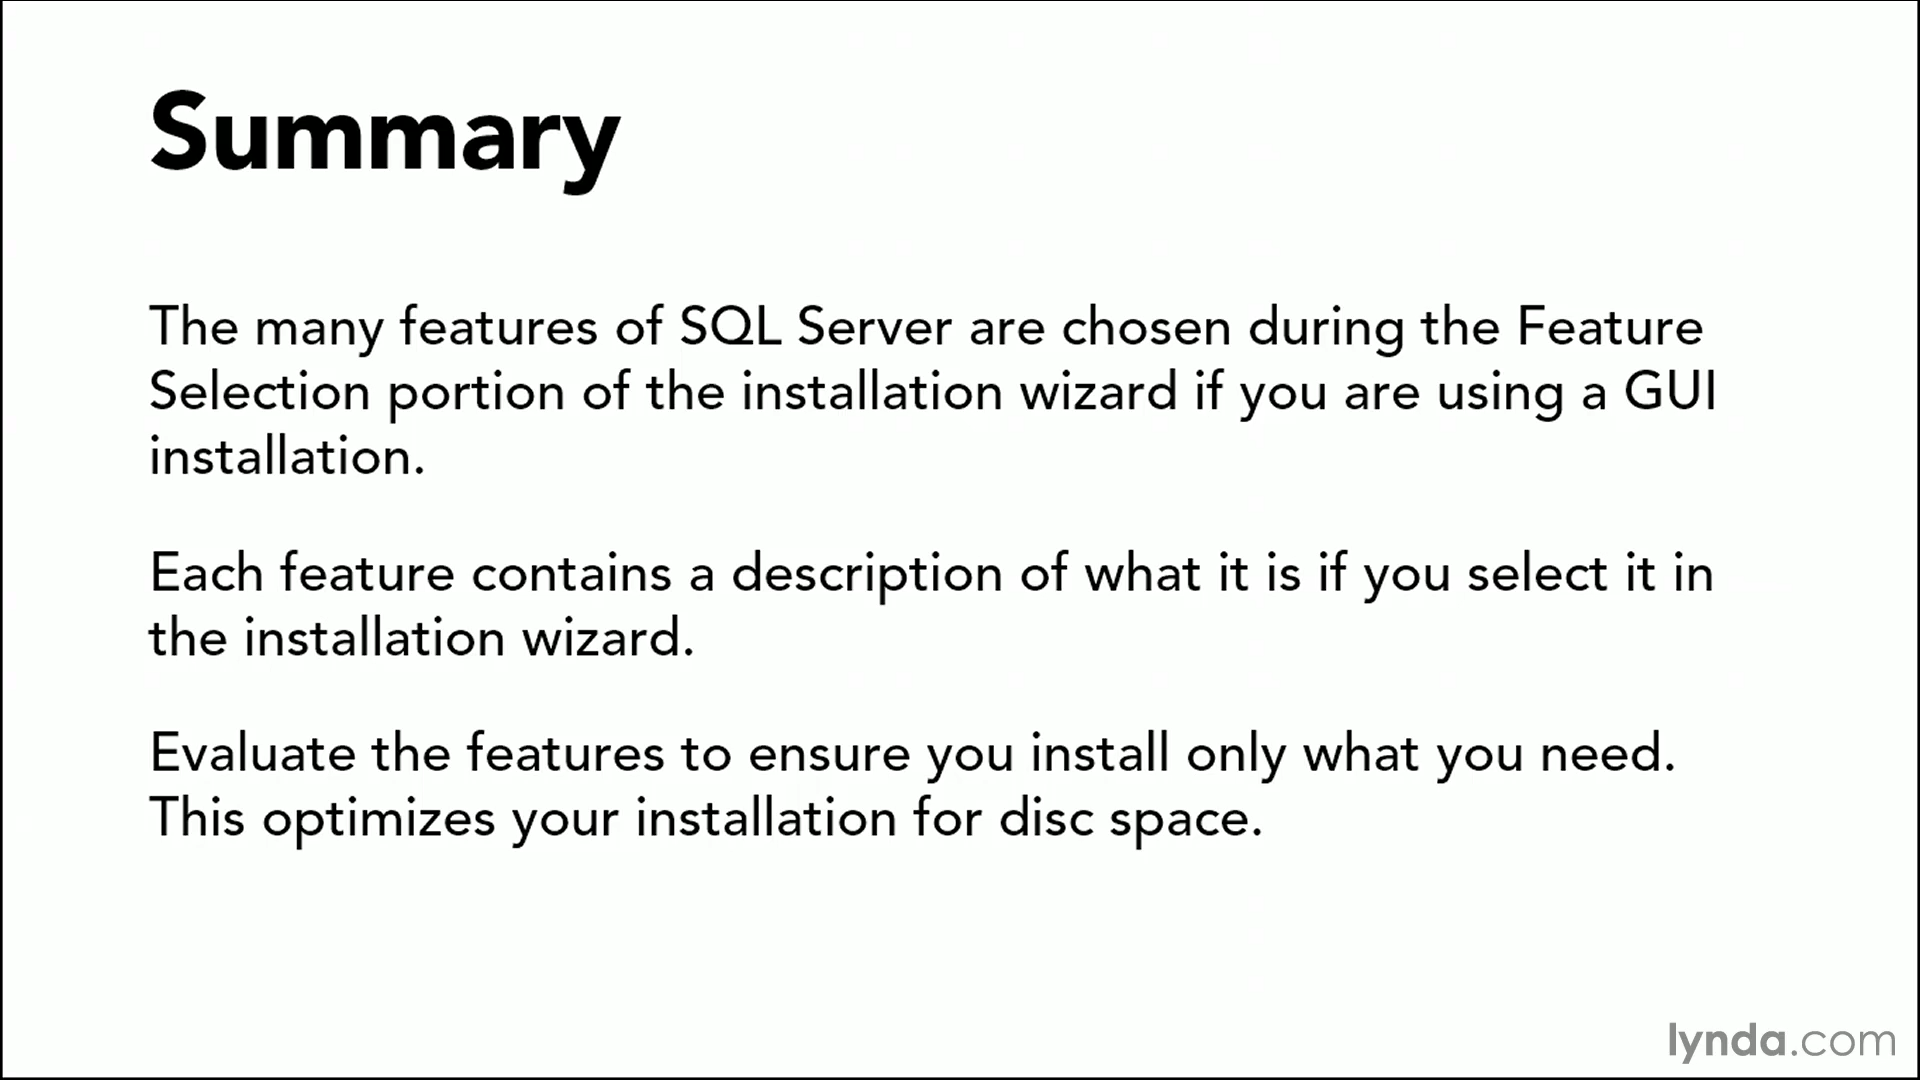 Summary
The many features of SQL Server are chosen during the Feature
Selection portion of the installation wizard if you are using a GUI
installation.
Each feature contains a description of what it is if you select it in
the installation wizard.
Evaluate the features to ensure you install only what you need.
This optimizes your installation for disc space.
lynda.com